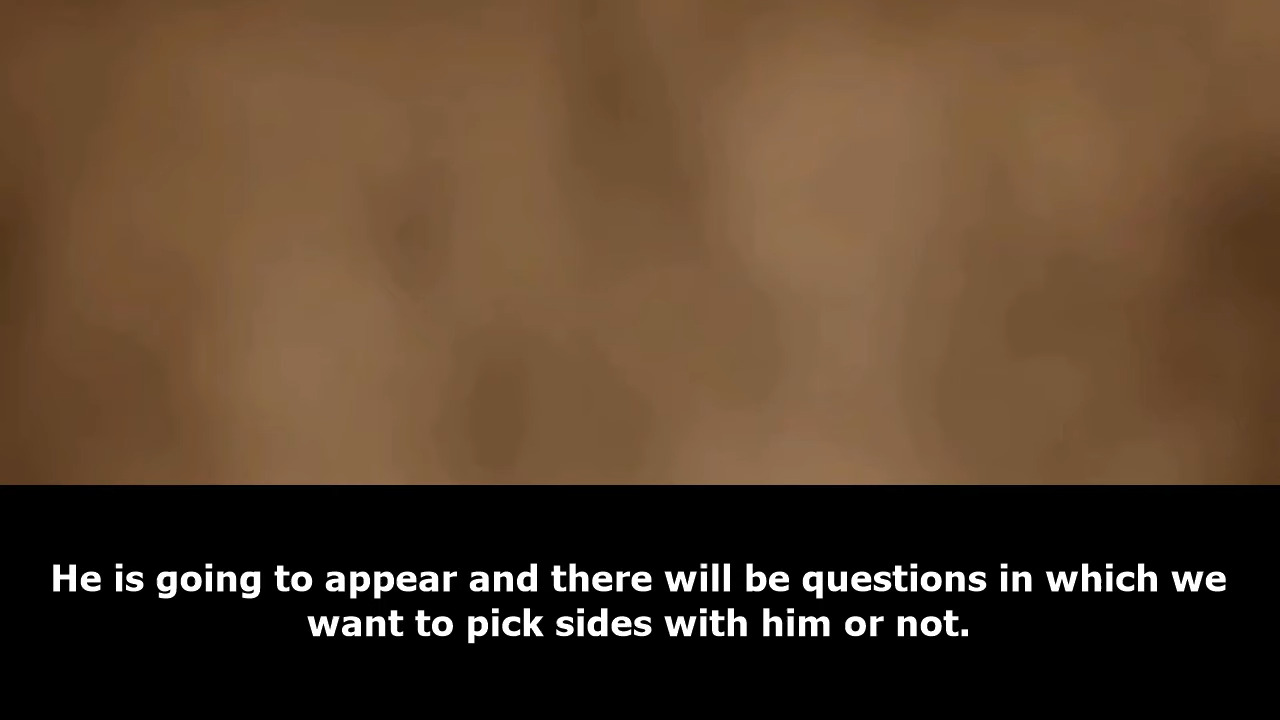 He is going to appear and there will be questions in which we
want to pick sides with him or not.